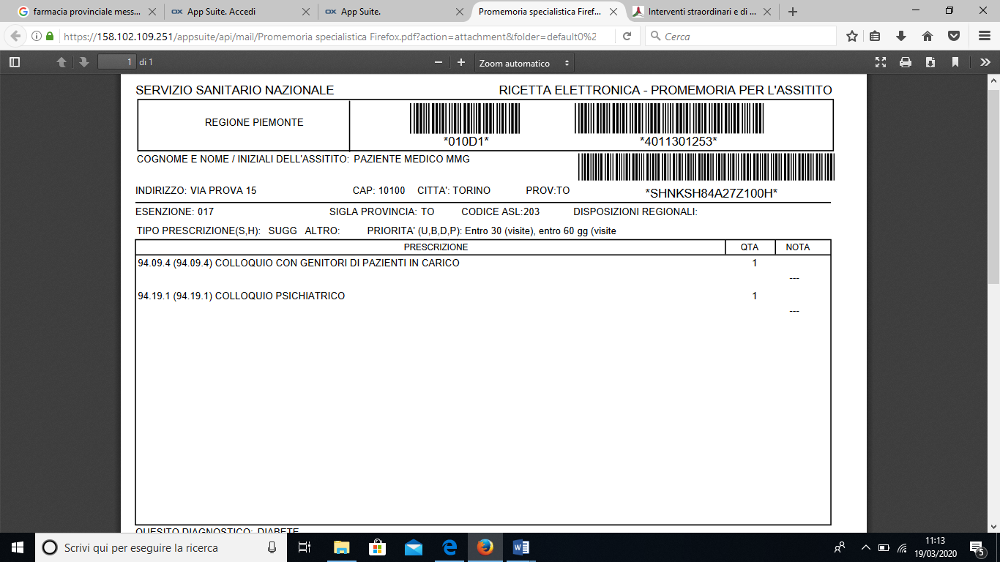 farmacia provinciale mess...
App Suite. Accedi
App Suite.
Promemoria specialistica Firef...
Interventi straordinari e di ...
https://158.102.109.251/appsuite/api/mail/Promemoria specialistica Firefox.pdf?action=attachment&folder=default0%2
Cerca
1 di 1
Zoom automatico
SERVIZIO SANITARIO NAZIONALE RICETTA ELETTRONICA - PROMEMORIA PER L'ASSITITO
REGIONE PIEMONTE
*010D1* *4011301253*
COGNOME E NOME / INIZIALI DELL'ASSITITO: PAZIENTE MEDICO MMG
INDIRIZZO: VIA PROVA 15 CAP: 10100 CITTA': TORINO PROV:TO
*SHNKSH84A27Z100H*
ESENZIONE: 017 SIGLA PROVINCIA: TO CODICE ASL:203 DISPOSIZIONI REGIONALI:
TIPO PRESCRIZIONE(S,H): SUGG ALTRO: PRIORITA' (U,B,D,P): Entro 30 (visite), entro 60 gg (visite
PRESCRIZIONE QTA NOTA
94.09.4 (94.09.4) COLLOQUIO CON GENITORI DI PAZIENTI IN CARICO 1
---
94.19.1 (94.19.1) COLLOQUIO PSICHIATRICO 1
---
QUESITO DIAGNOSTICO: DIABETE
Scrivi qui per eseguire la ricerca
11:13
19/03/2020
5